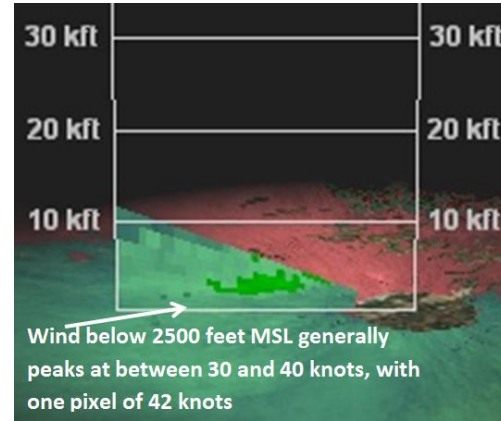 30 kft 30 kft
20 kft 20 kft
10 kft 10 kft
Wind below 2500 feet MSL generally
peaks at between 30 and 40 knots, with
one pixel of 42 knots